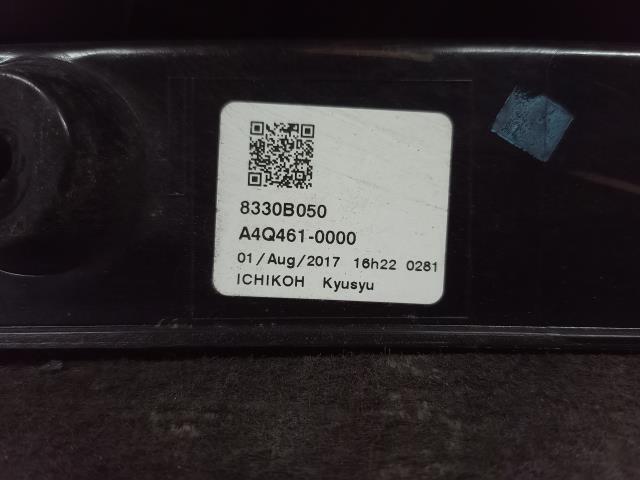 8330B050
A4Q461-0000
01/Aug/2017 16h22 0281
ICHIKOH Kyusyu